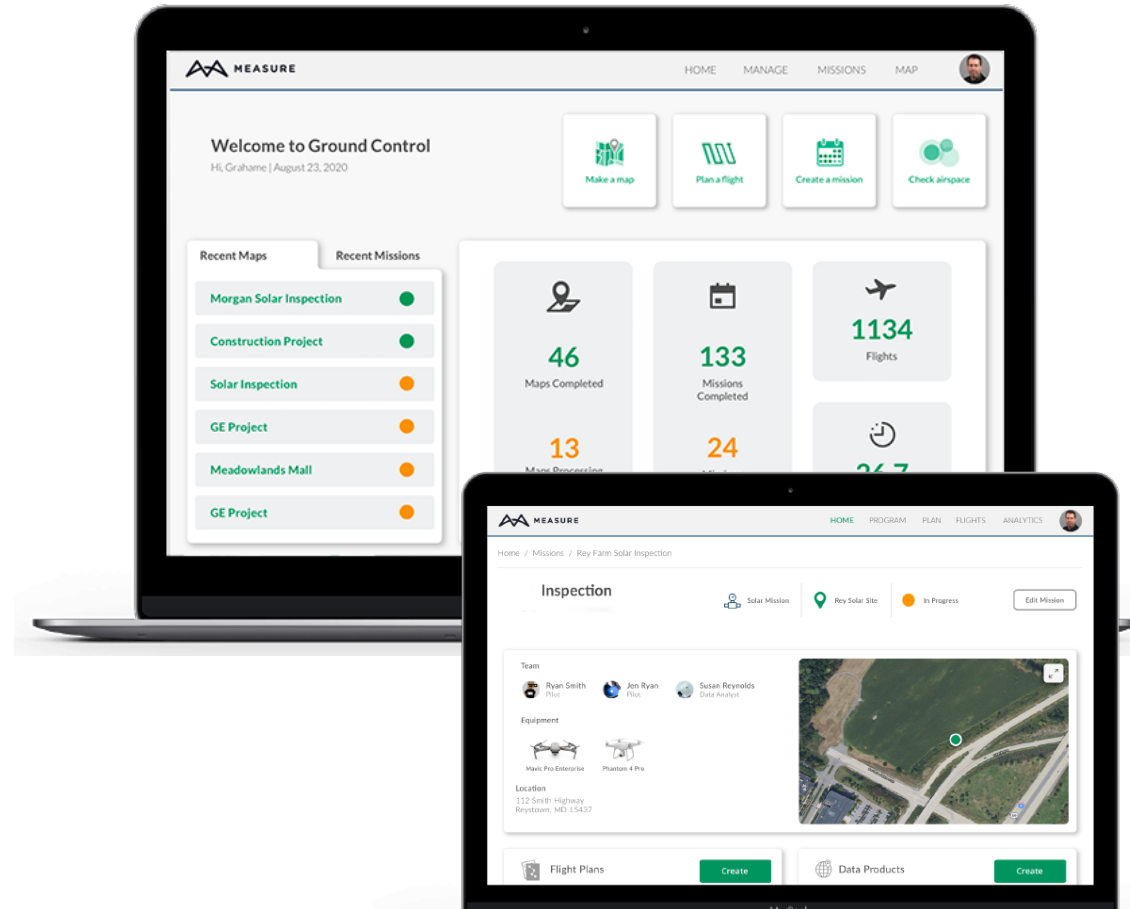 MEASURE
HOME MANAGE MISSIONS MAP
Welcome to Ground Control
Hi, Grahame | August 23, 2020
Make a map
Plan a flight
Create a mission
Check airspace
Recent Maps
Recent Missions
Morgan Solar Inspection
Construction Project
Solar Inspection
GE Project
Meadowlands Mall
GE Project
46
Maps Completed
13
Maps Processing
133
Missions
Completed
24
1134
Flights
MEASURE
HOME PROGRAM PLAN FLIGHTS ANALYTICS
Home / Missions / Rey Farm Solar Inspection
Inspection
Solar Mission
Rey Solar Site
In Progress
Edit Mission
Team
Ryan Smith
Pilot
Jen Ryan
Pilot
Susan Reynolds
Data Analyst
Equipment
Mavic Pro Enterprise
Phantom 4 Pro
Location
112 Smith Highway
Reystown, MD 15437
Flight Plans
Create
Data Products
Create